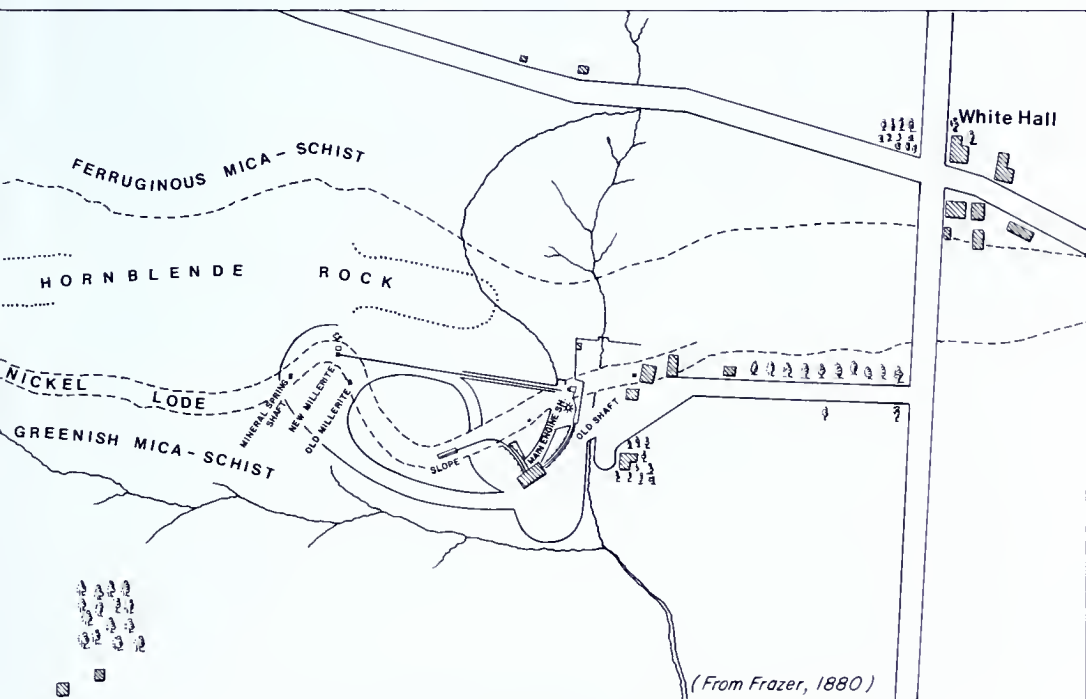 White Hall
FERRUGINOUS MICA-SCHIST
HORNBLENDE ROCK
NICKEL LODE
MINERAL SPRING
SHAFT
NEW MILLERITE
OLD MILLERITE
GREENISH MICA-SCHIST
SLOPE
MAIN ENGINE SH.
OLD SHAFT
(From Frazer, 1880)